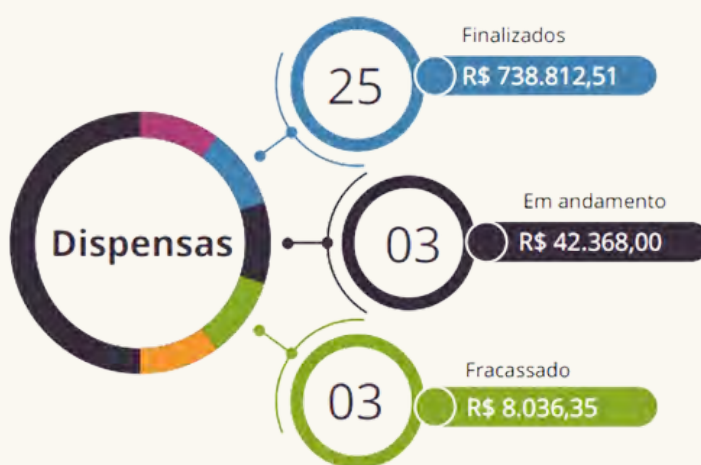 Dispensas
25
Finalizados
R$ 738.812,51
03
Em andamento
R$ 42.368,00
03
Fracassado
R$ 8.036,35